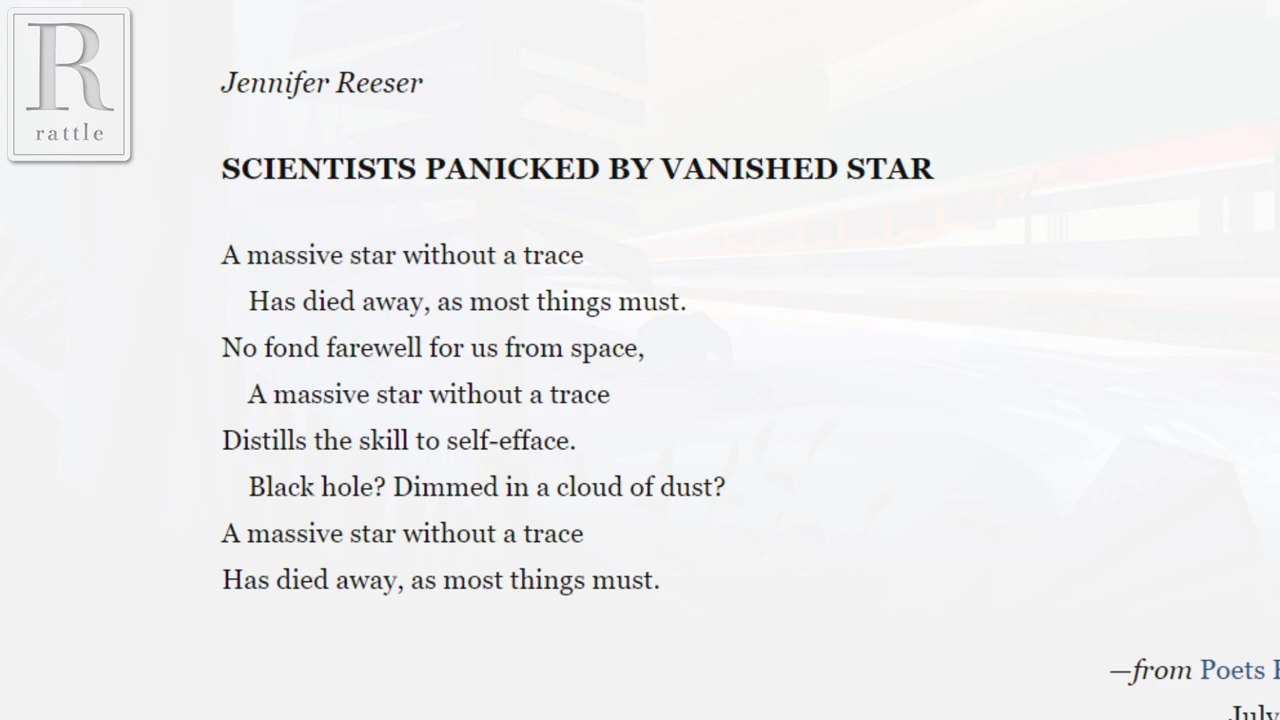 R
rattle
Jennifer Reeser
SCIENTISTS PANICKED BY VANISHED STAR
A massive star without a trace
Has died away, as most things must.
No fond farewell for us from space,
A massive star without a trace
Distills the skill to self-efface.
Black hole? Dimmed in a cloud of dust?
A massive star without a trace
Has died away, as most things must.
—from Poets
July